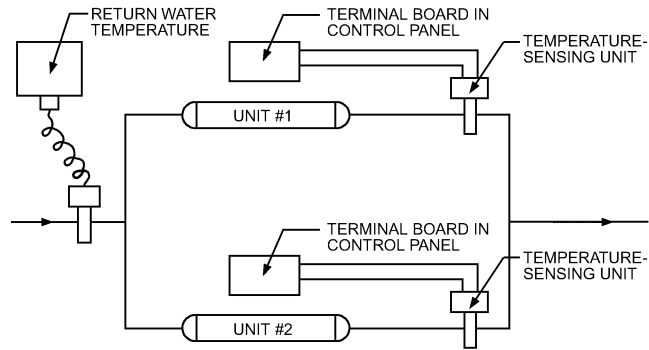 RETURN WATER
TEMPERATURE
TERMINAL BOARD IN
CONTROL PANEL
TEMPERATURE-
SENSING UNIT
UNIT #1
TERMINAL BOARD IN
CONTROL PANEL
TEMPERATURE-
SENSING UNIT
UNIT #2